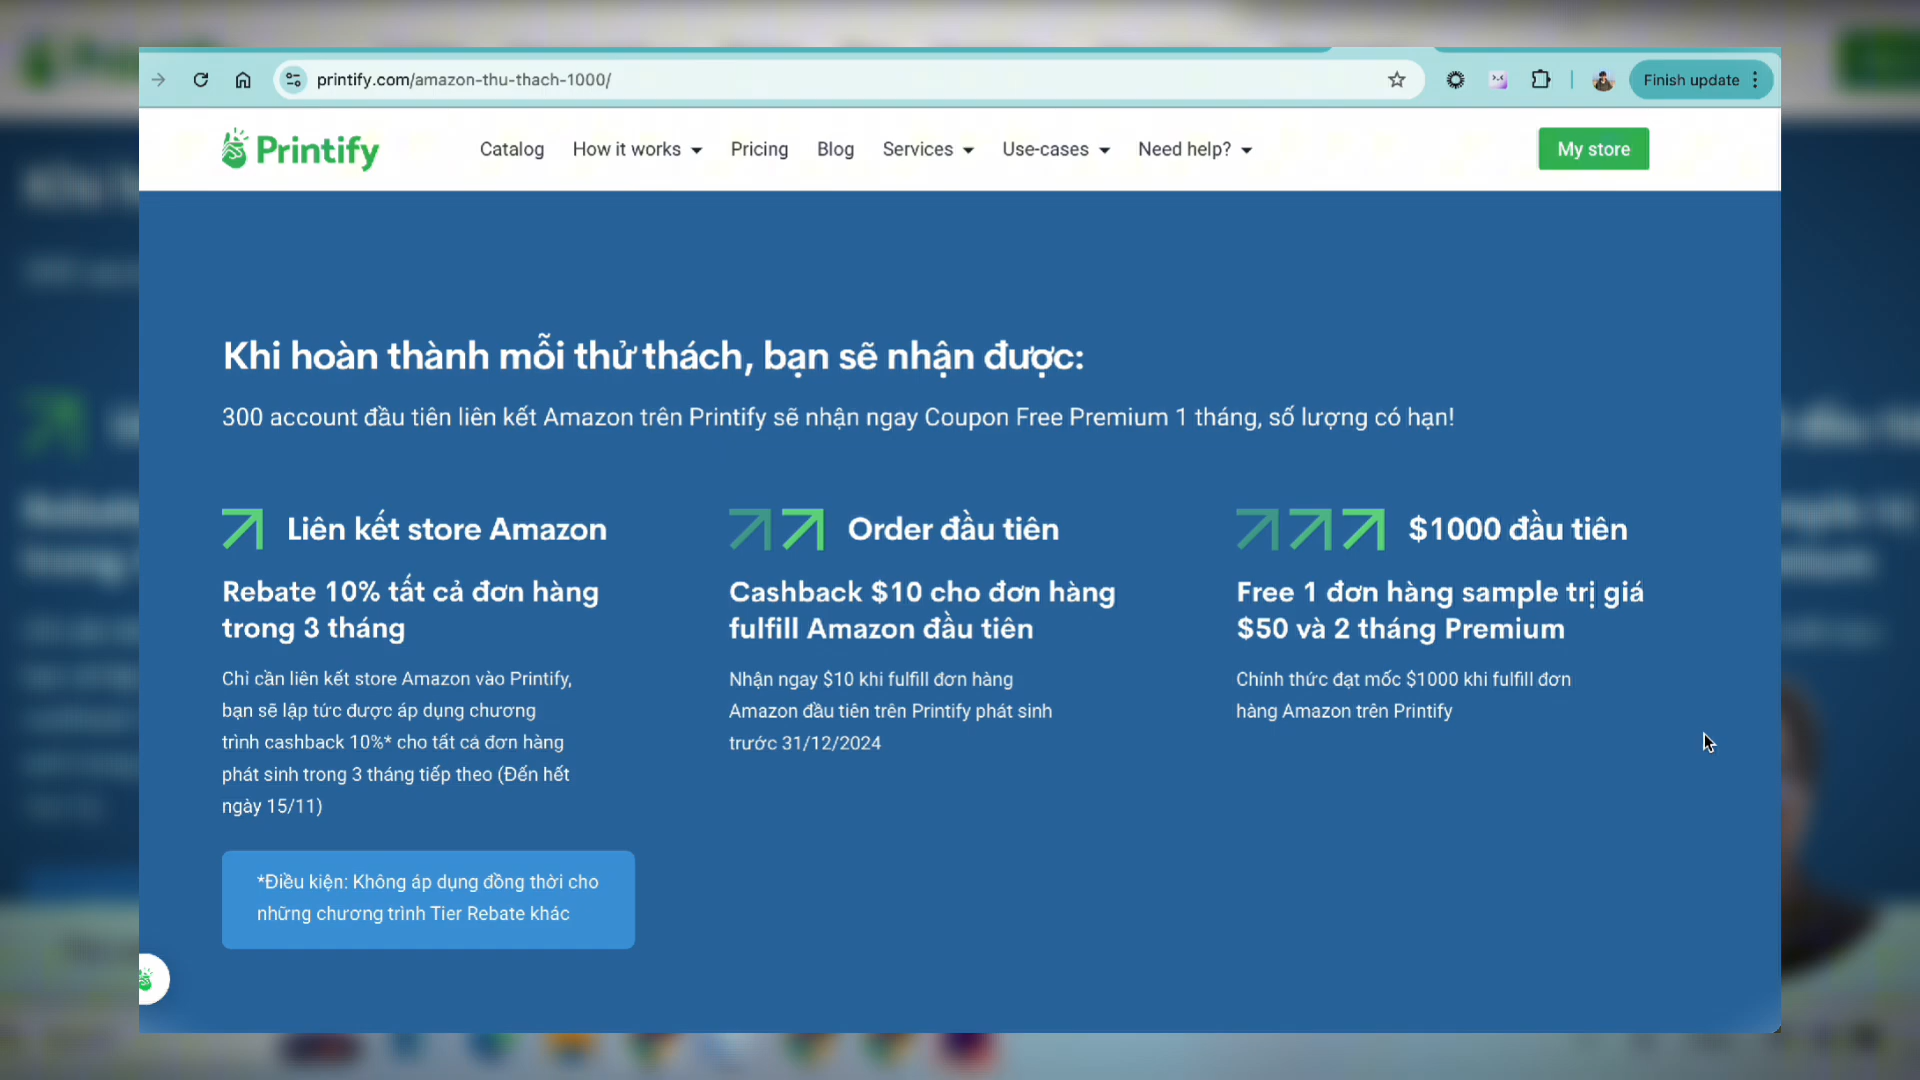 printify.com/amazon-thu-thach-1000/
Finish update
Printify
Catalog
How it works
Pricing
Blog
Services
Use-cases
Need help?
My store
Khi hoàn thành mỗi thử thách, bạn sẽ nhận được:
300 account đầu tiên liên kết Amazon trên Printify sẽ nhận ngay Coupon Free Premium 1 tháng, số lượng có hạn!
Liên kết store Amazon
Rebate 10% tất cả đơn hàng
trong 3 tháng
Chỉ cần liên kết store Amazon vào Printify,
bạn sẽ lập tức được áp dụng chương
trình cashback 10%* cho tất cả đơn hàng
phát sinh trong 3 tháng tiếp theo (Đến hết
ngày 15/11)
*Điều kiện: Không áp dụng đồng thời cho
những chương trình Tier Rebate khác
Order đầu tiên
Cashback $10 cho đơn hàng
fulfill Amazon đầu tiên
Nhận ngay $10 khi fulfill đơn hàng
Amazon đầu tiên trên Printify phát sinh
trước 31/12/2024
$1000 đầu tiên
Free 1 đơn hàng sample trị giá
$50 và 2 tháng Premium
Chính thức đạt mốc $1000 khi fulfill đơn
hàng Amazon trên Printify